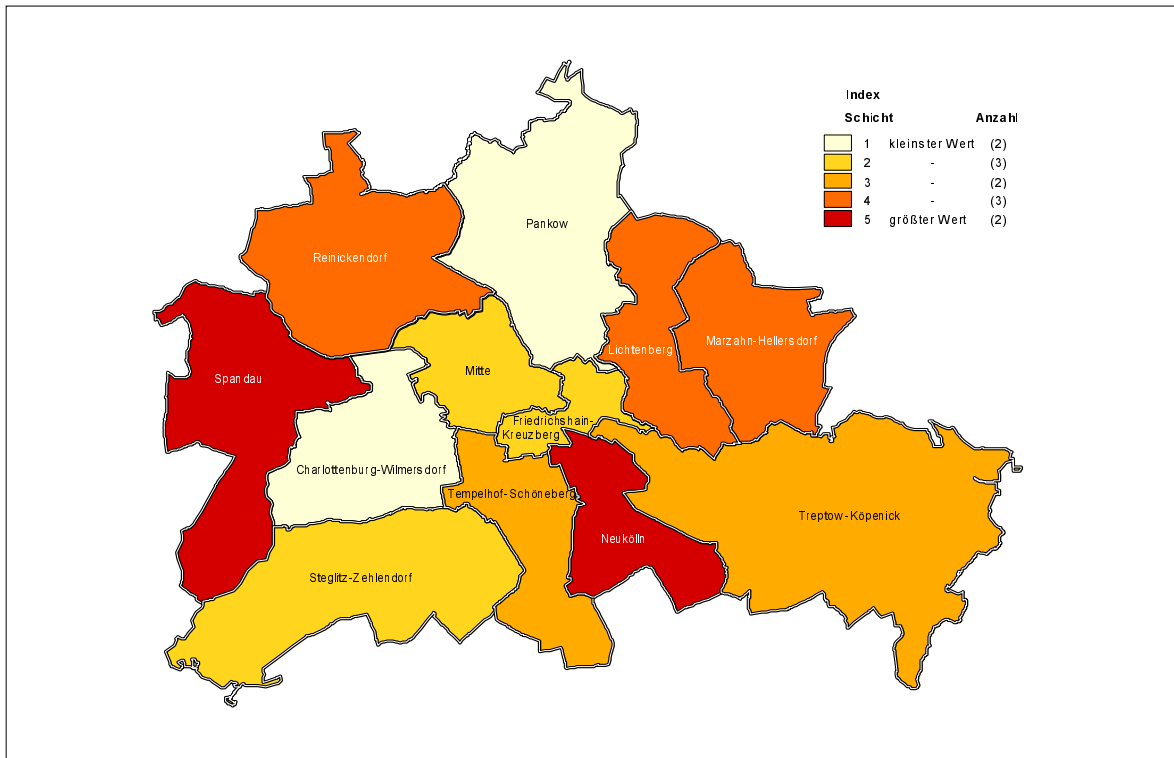 Index
Schicht Anzahl
1 kleinster Wert (2)
2 - (3)
3 - (2)
4 - (3)
5 größter Wert (2)
Pankow
Reinickendorf
Lichtenberg
Marzahn-Hellersdorf
Spandau
Mitte
Friedrichshain-
Kreuzberg
Charlottenburg-Wilmersdorf
Tempelhof-Schöneberg
Treptow-Köpenick
Neukölln
Steglitz-Zehlendorf